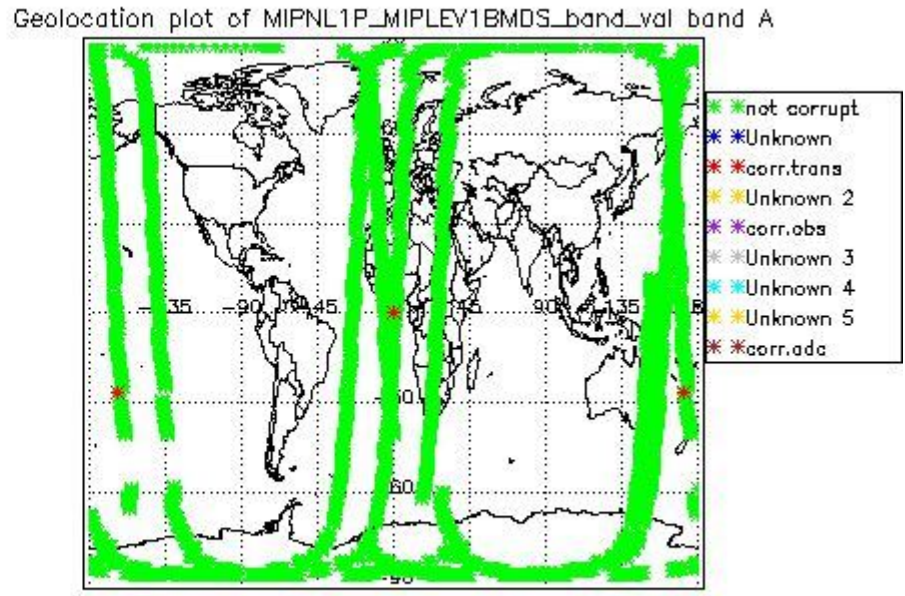 Geolocation plot of MIPNL1P_MIPLEV1BMDS_band_val band A
not corrupt
Unknown
corr.trans
Unknown 2
corr.obs
Unknown 3
Unknown 4
Unknown 5
corr.adc
-135
-90
-45
45
90
135
-60
-90